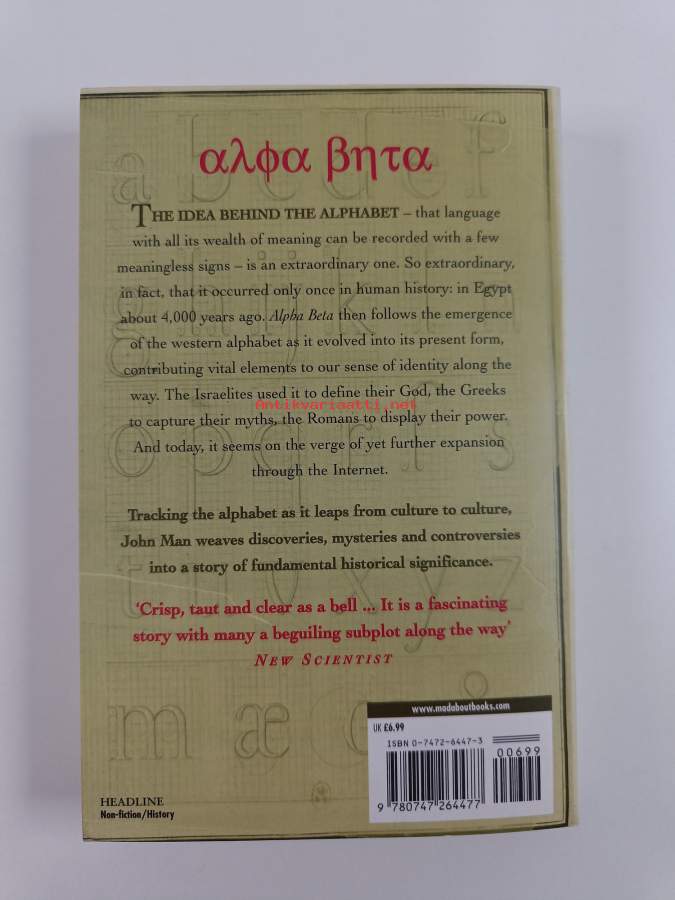 αλφα βητα
THE IDEA BEHIND THE ALPHABET – that language
with all its wealth of meaning can be recorded with a few
meaningless signs – is an extraordinary one. So extraordinary,
in fact, that it occurred only once in human history: in Egypt
about 4,000 years ago. Alpha Beta then follows the emergence
of the western alphabet as it evolved into its present form,
contributing vital elements to our sense of identity along the
way. The Israelites used it to define their God, the Greeks
Antikvariaatti.net
to capture their myths, the Romans to display their power.
And today, it seems on the verge of yet further expansion
through the Internet.
Tracking the alphabet as it leaps from culture to culture,
John Man weaves discoveries, mysteries and controversies
into a story of fundamental historical significance.
‘Crisp, taut and clear as a bell ... It is a fascinating
story with many a beguiling subplot along the way’
NEW SCIENTIST
www.madaboutbooks.com
UK £6.99
ISBN 0-7472-6447-3
00699
9 780747 264477
HEADLINE
Non-fiction/History